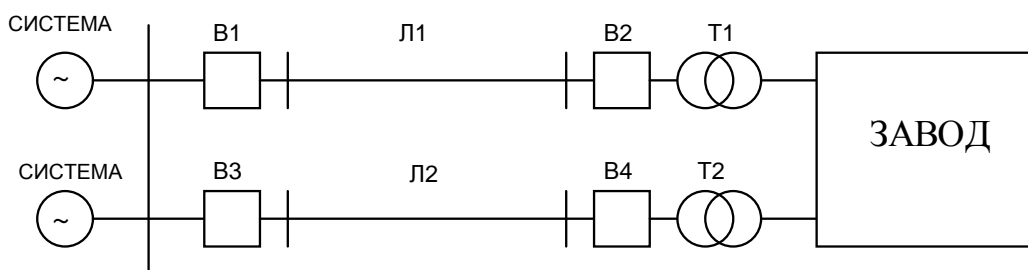 СИСТЕМА
В1
Л1
В2
Т1
~
ЗАВОД
СИСТЕМА
В3
Л2
В4
Т2
~